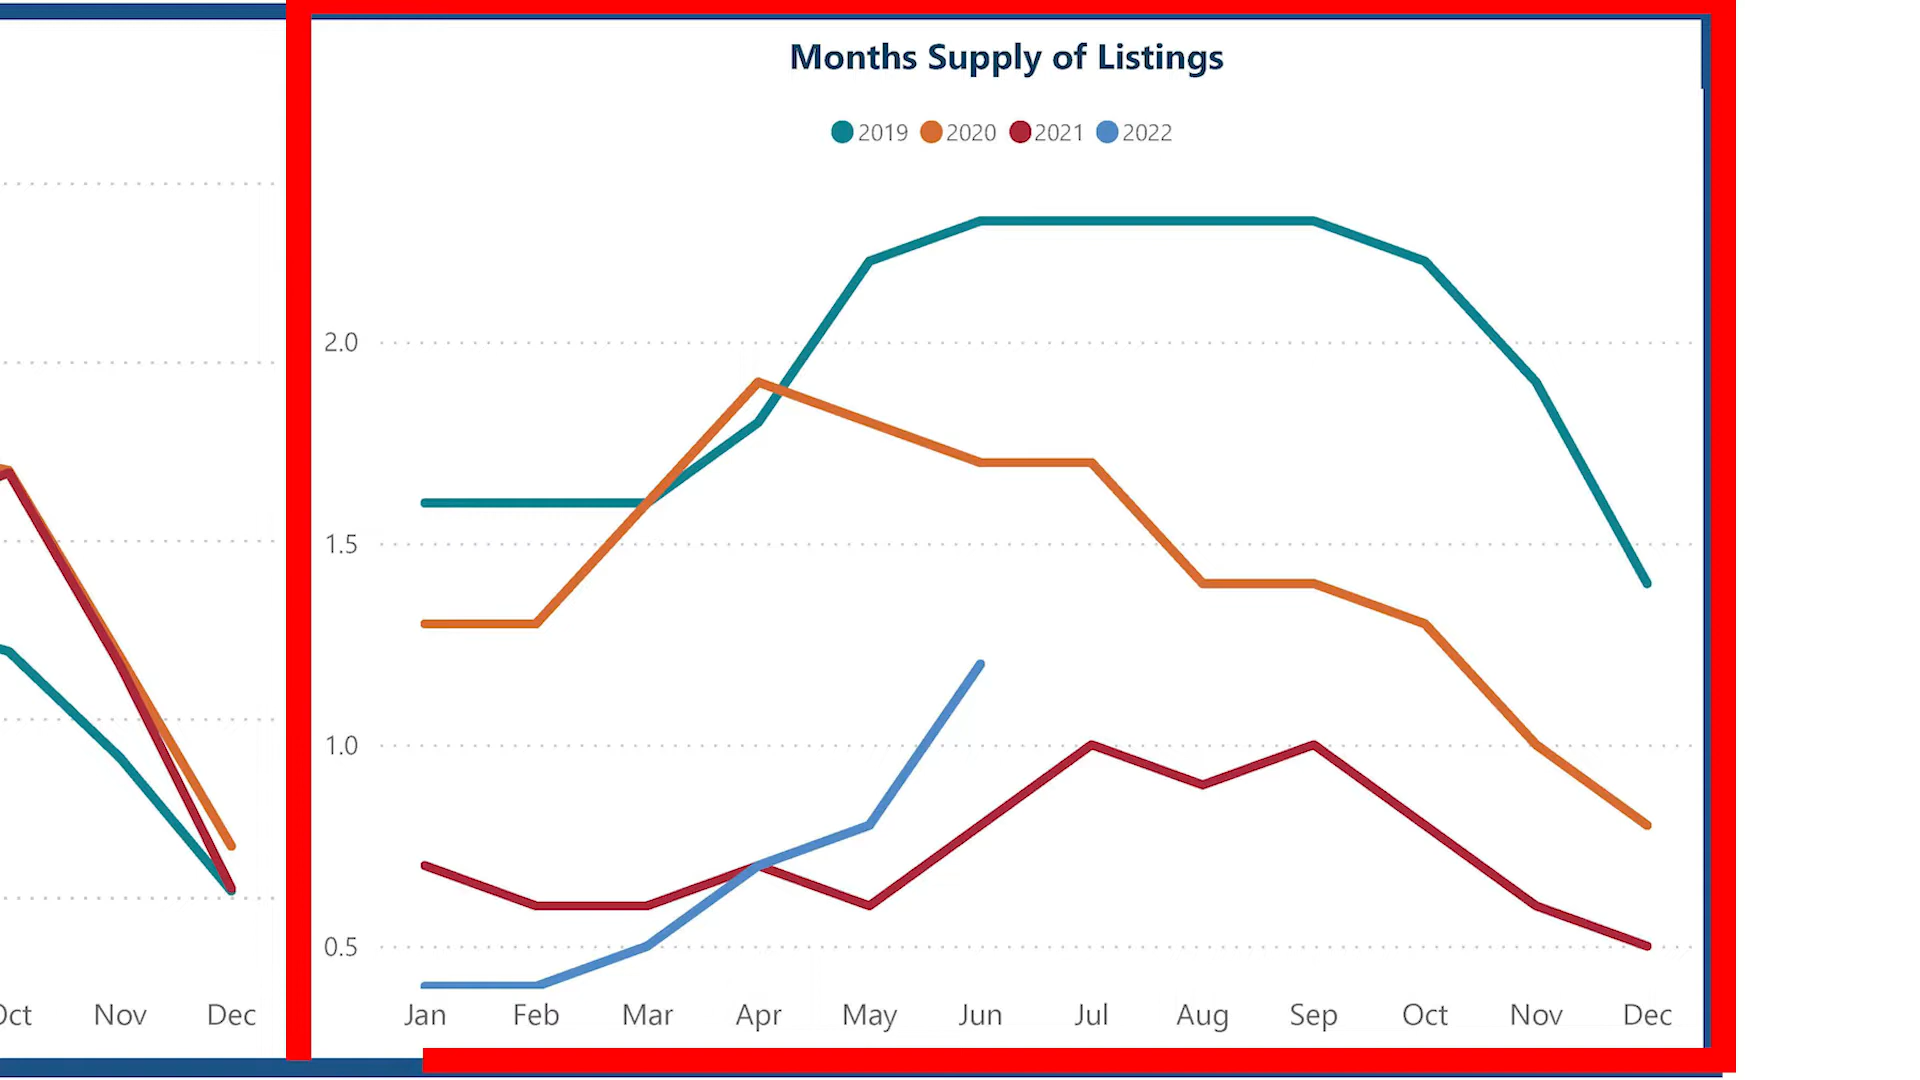 Months Supply of Listings
2019 2020 2021 2022
2.0
1.5
1.0
0.5
Nov Dec
Jan Feb Mar Apr May Jun Jul Aug Sep Oct Nov Dec